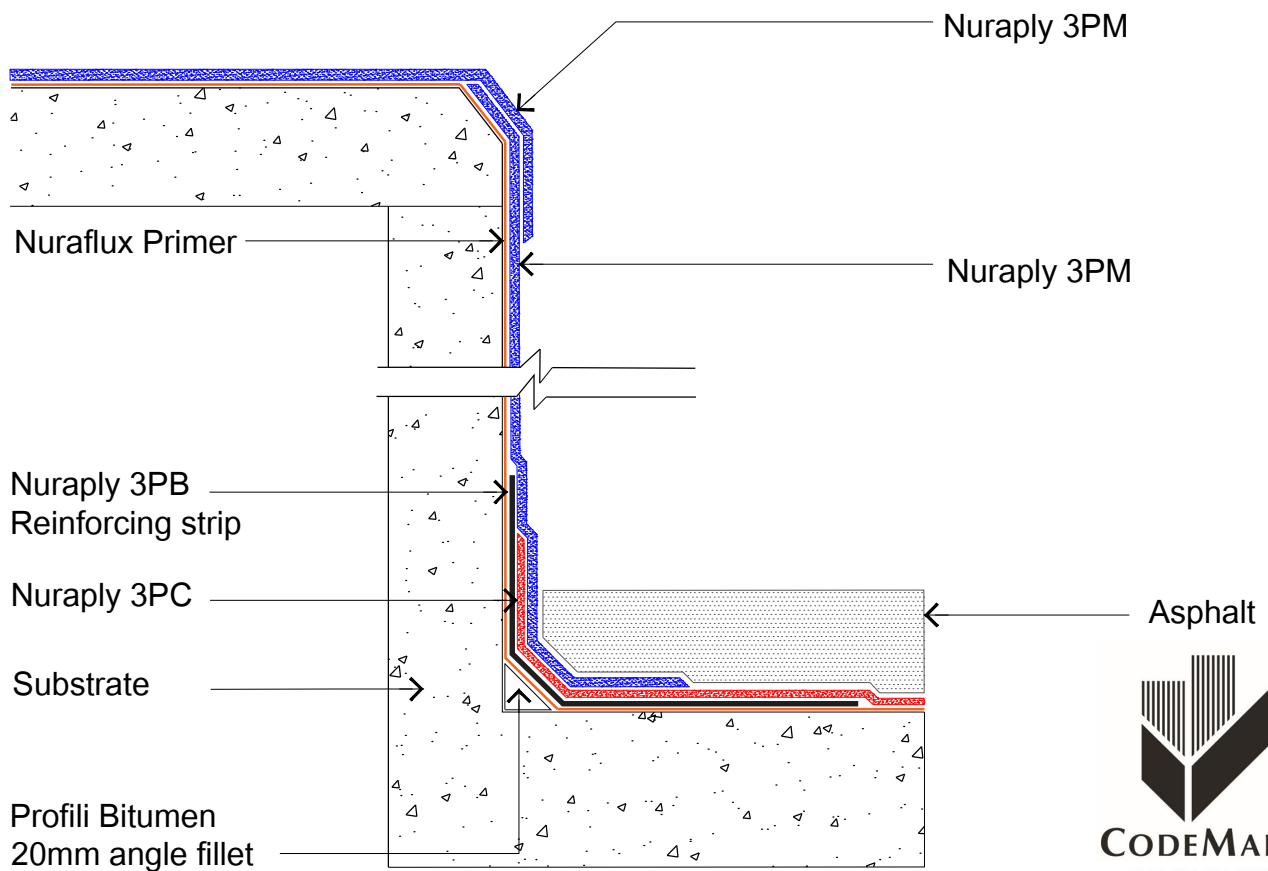 Nuraply 3PM
Nuraflux Primer
Nuraply 3PM
Nuraply 3PB
Reinforcing strip
Nuraply 3PC
Asphalt
Substrate
Profili Bitumen
20mm angle fillet